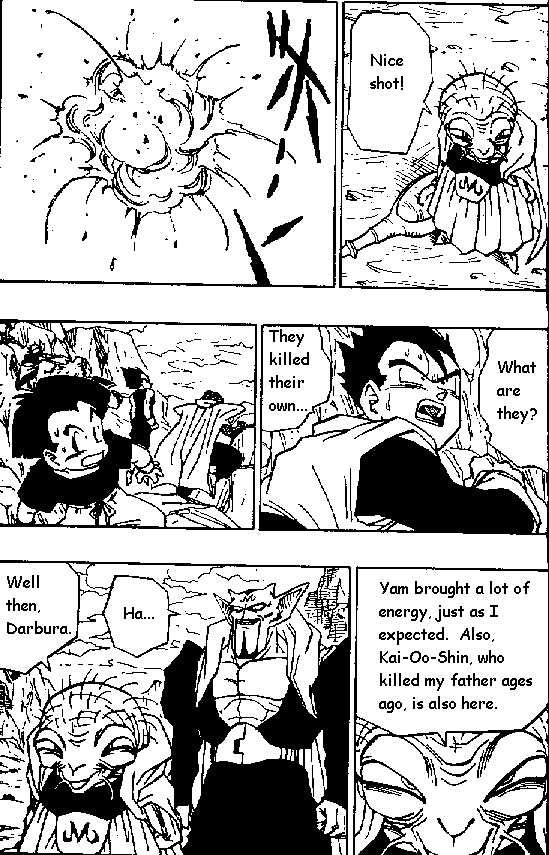 Nice
shot!
What
are
they?
They
killed
their
own...
Yam brought a lot of
energy, just as I
expected. Also,
Kai-Oo-Shin, who
killed my father ages
ago, is also here.
Ha...
Well
then,
Darbura.